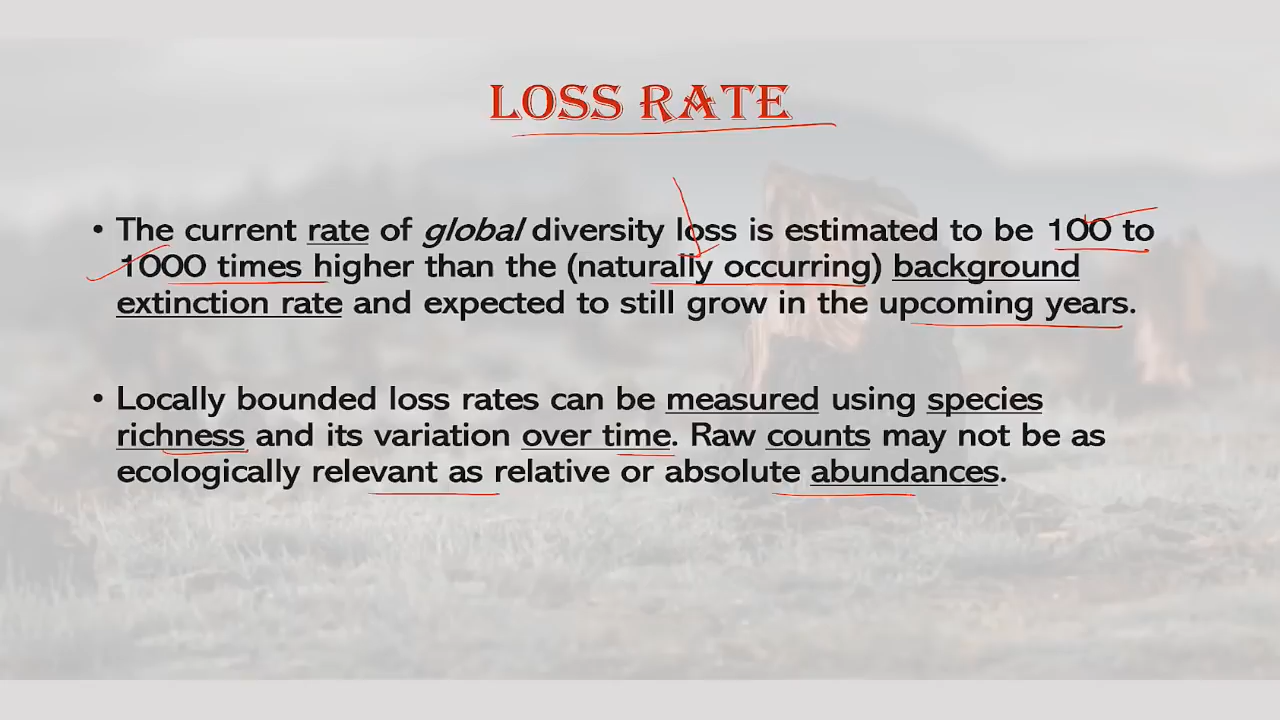 LOSS RATE
• The current rate of global diversity loss is estimated to be 100 to
1000 times higher than the (naturally occurring) background
extinction rate and expected to still grow in the upcoming years.
• Locally bounded loss rates can be measured using species
richness and its variation over time. Raw counts may not be as
ecologically relevant as relative or absolute abundances.